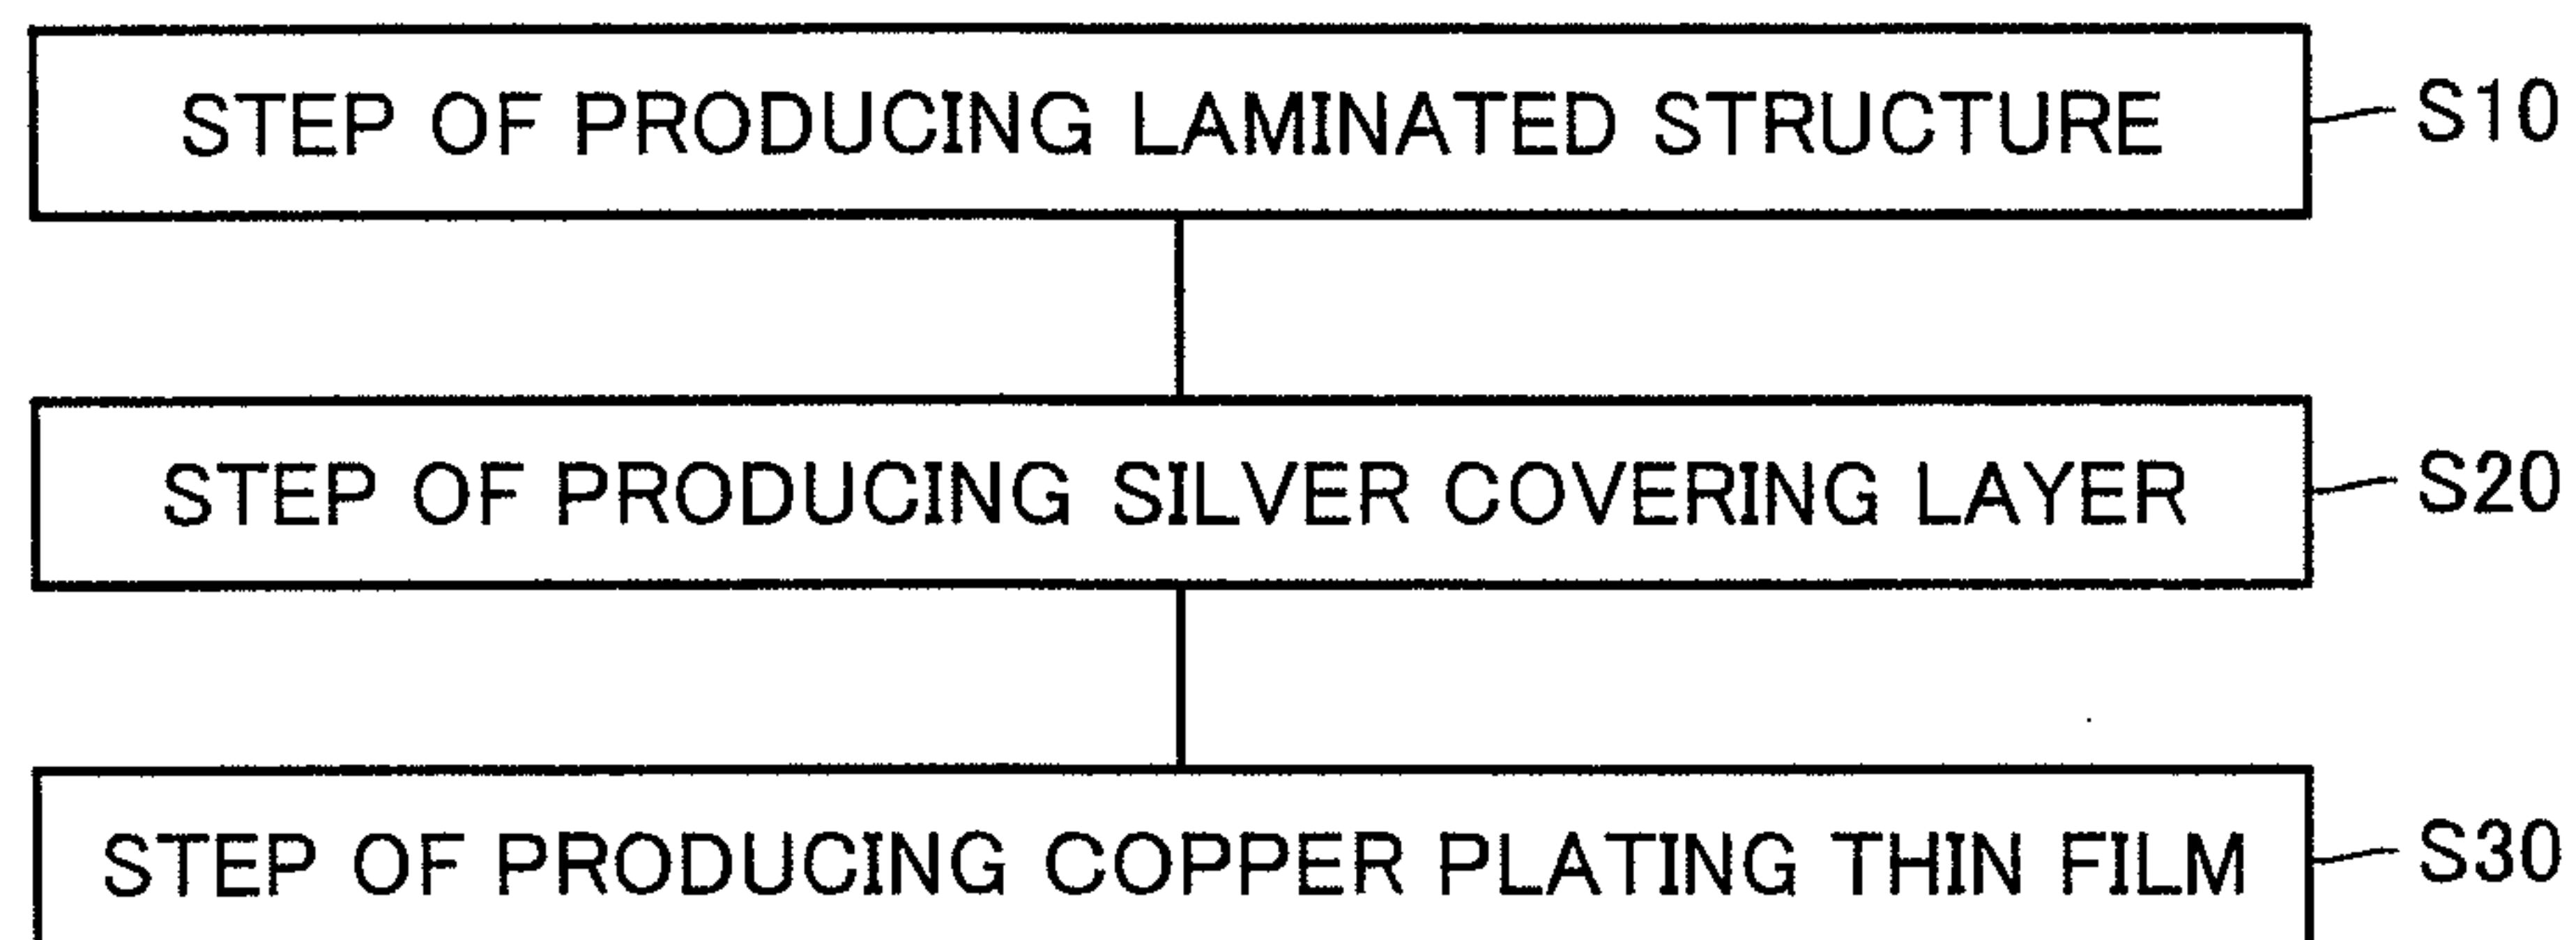 STEP OF PRODUCING LAMINATED STRUCTURE S10
STEP OF PRODUCING SILVER COVERING LAYER S20
STEP OF PRODUCING COPPER PLATING THIN FILM S30